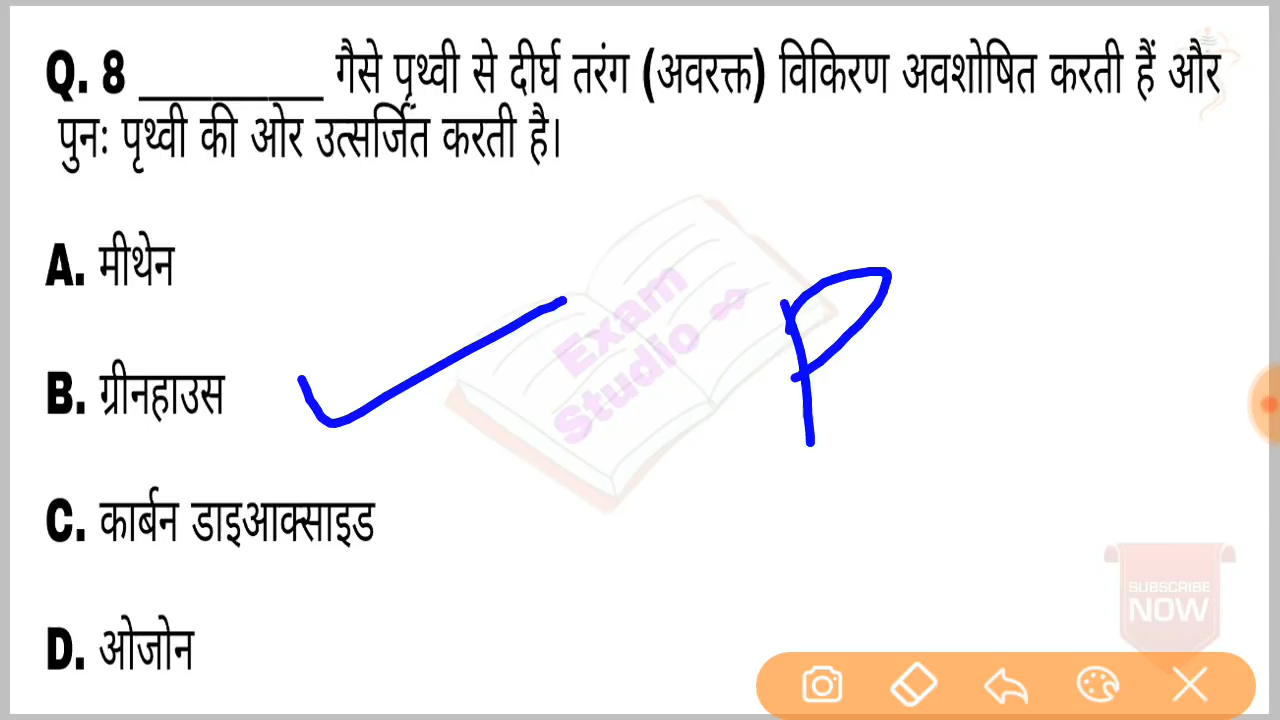 Q. 8 __________ गैसे पृथ्वी से दीर्घ तरंग (अवरक्त) विकिरण अवशोषित करती हैं और
पुनः पृथ्वी की ओर उत्सर्जित करती है।
A. मीथेन
B. ग्रीनहाउस
C. कार्बन डाइआक्साइड
D. ओजोन
Exam
Studio
P
SUBSCRIBE
NOW